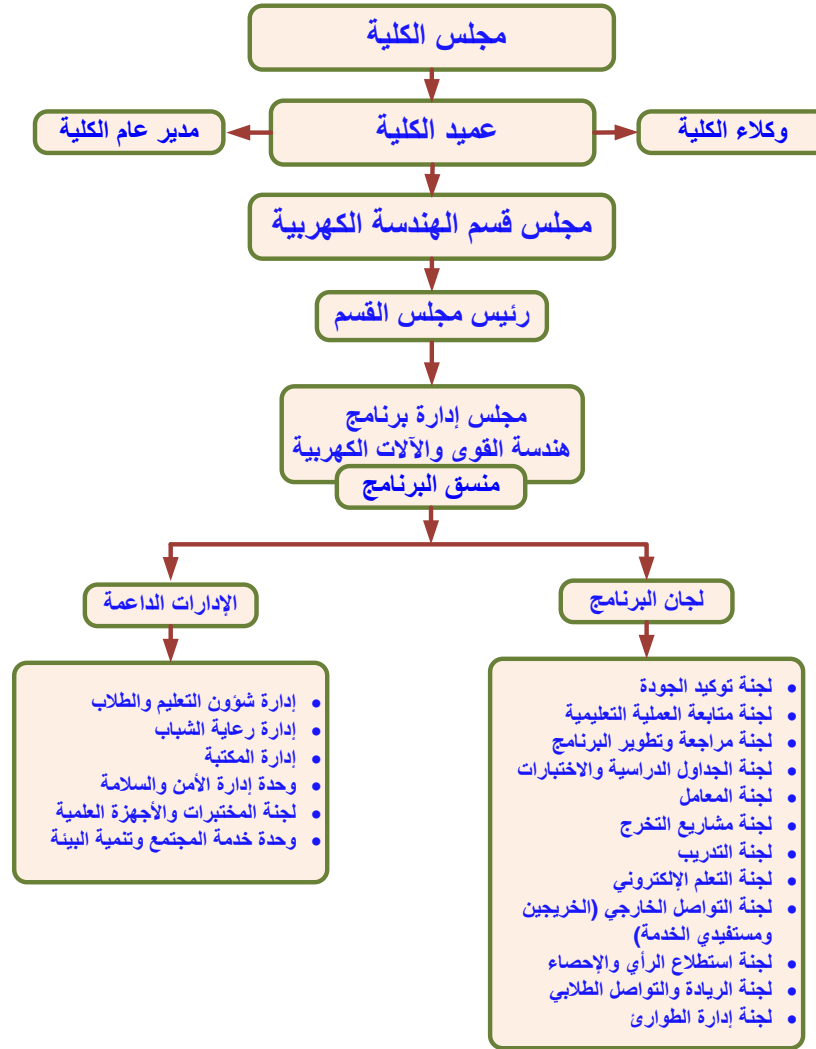 مجلس الكلية
وكلاء الكلية
عميد الكلية
مدير عام الكلية
مجلس قسم الهندسة الكهربية
رئيس مجلس القسم
مجلس إدارة برنامج
هندسة القوى والآلات الكهربية
منسق البرنامج
لجان البرنامج
• لجنة توكيد الجودة
• لجنة متابعة العملية التعليمية
• لجنة مراجعة وتطوير البرنامج
• لجنة الجداول الدراسية والاختبارات
• لجنة المعامل
• لجنة مشاريع التخرج
• لجنة التدريب
• لجنة التعلم الإلكتروني
• لجنة التواصل الخارجي (الخريجين
ومستفيدي الخدمة)
• لجنة استطلاع الرأي والإحصاء
• لجنة الريادة والتواصل الطلابي
• لجنة إدارة الطوارئ
الإدارات الداعمة
• إدارة شؤون التعليم والطلاب
• إدارة رعاية الشباب
• إدارة المكتبة
• وحدة إدارة الأمن والسلامة
• لجنة المختبرات والأجهزة العلمية
• وحدة خدمة المجتمع وتنمية البيئة